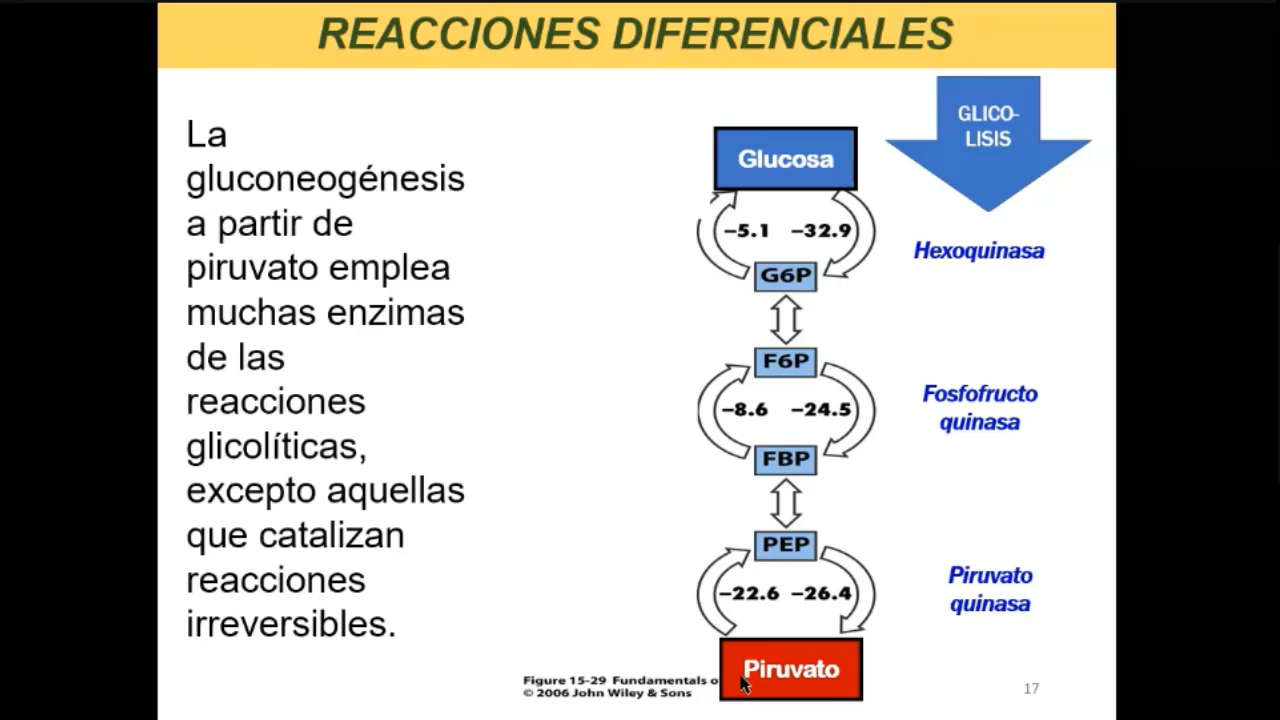 REACCIONES DIFERENCIALES
La
gluconeogénesis
a partir de
piruvato emplea
muchas enzimas
de las
reacciones
glicolíticas,
excepto aquellas
que catalizan
reacciones
irreversibles.
GLICO-
LISIS
Glucosa
−5.1 −32.9
Hexoquinasa
G6P
F6P
−8.6 −24.5
Fosfofructo
quinasa
FBP
PEP
−22.6 −26.4
Piruvato
quinasa
Piruvato
Figure 15-29 Fundamentals o
© 2006 John Wiley & Sons
17